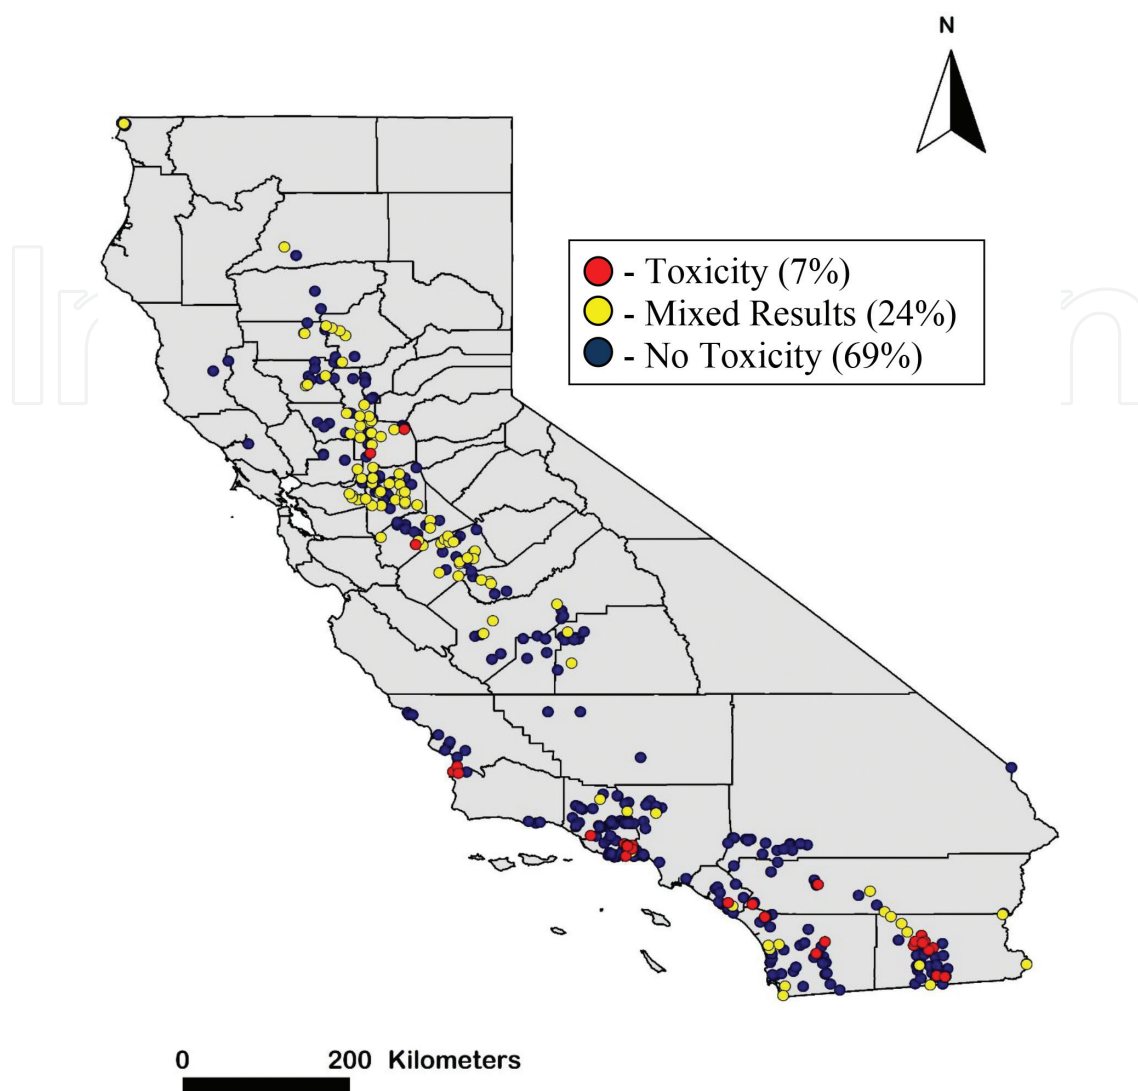 N
- Toxicity (7%)
- Mixed Results (24%)
- No Toxicity (69%)
0 200 Kilometers